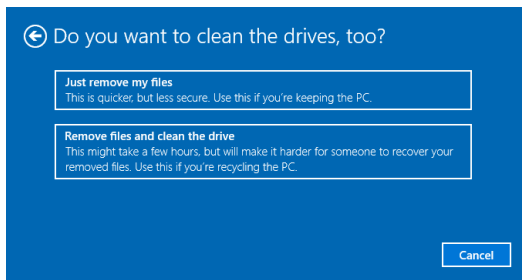 Do you want to clean the drives, too?
Just remove my files
This is quicker, but less secure. Use this if you're keeping the PC.
Remove files and clean the drive
This might take a few hours, but will make it harder for someone to recover your
removed files. Use this if you're recycling the PC.
Cancel